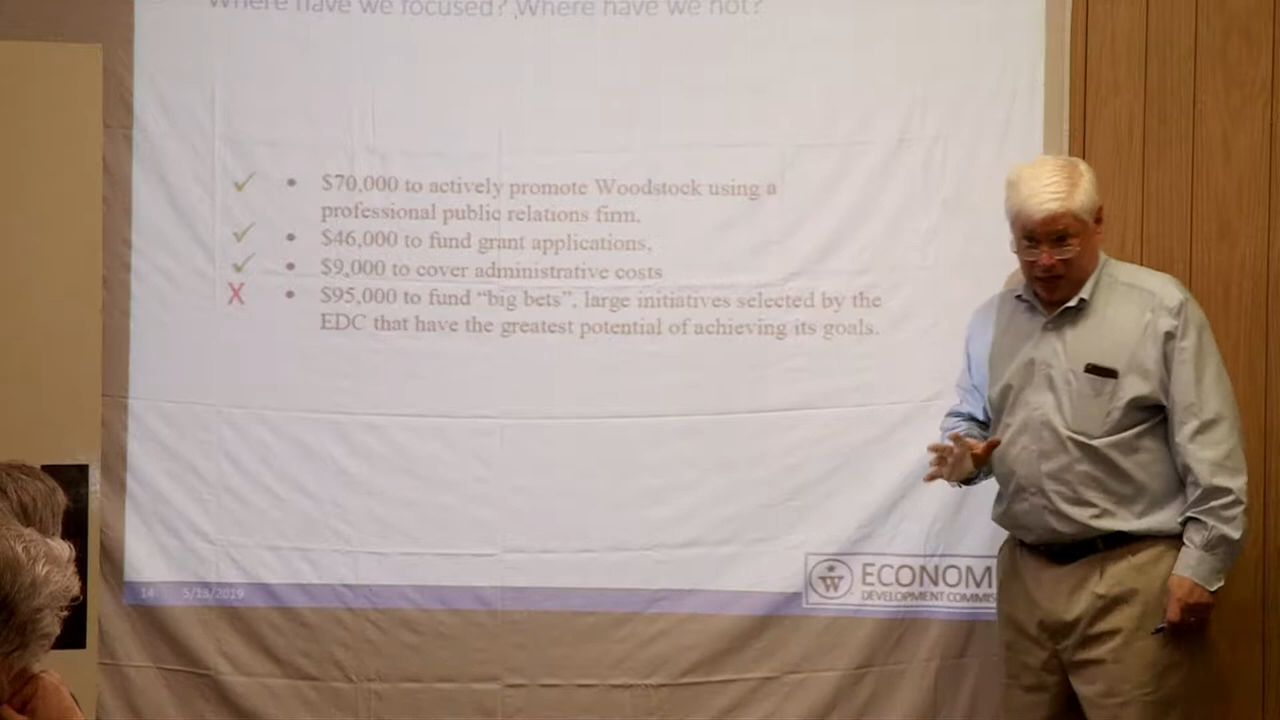 Where have we focused? Where have we not?
✓ • $70,000 to actively promote Woodstock using a
professional public relations firm.
✓ • $46,000 to fund grant applications.
✓ • $9,000 to cover administrative costs
X • $95,000 to fund “big bets”, large initiatives selected by the
EDC that have the greatest potential of achieving its goals.
14 5/13/2019
W
ECONOM
DEVELOPMENT COMMIS